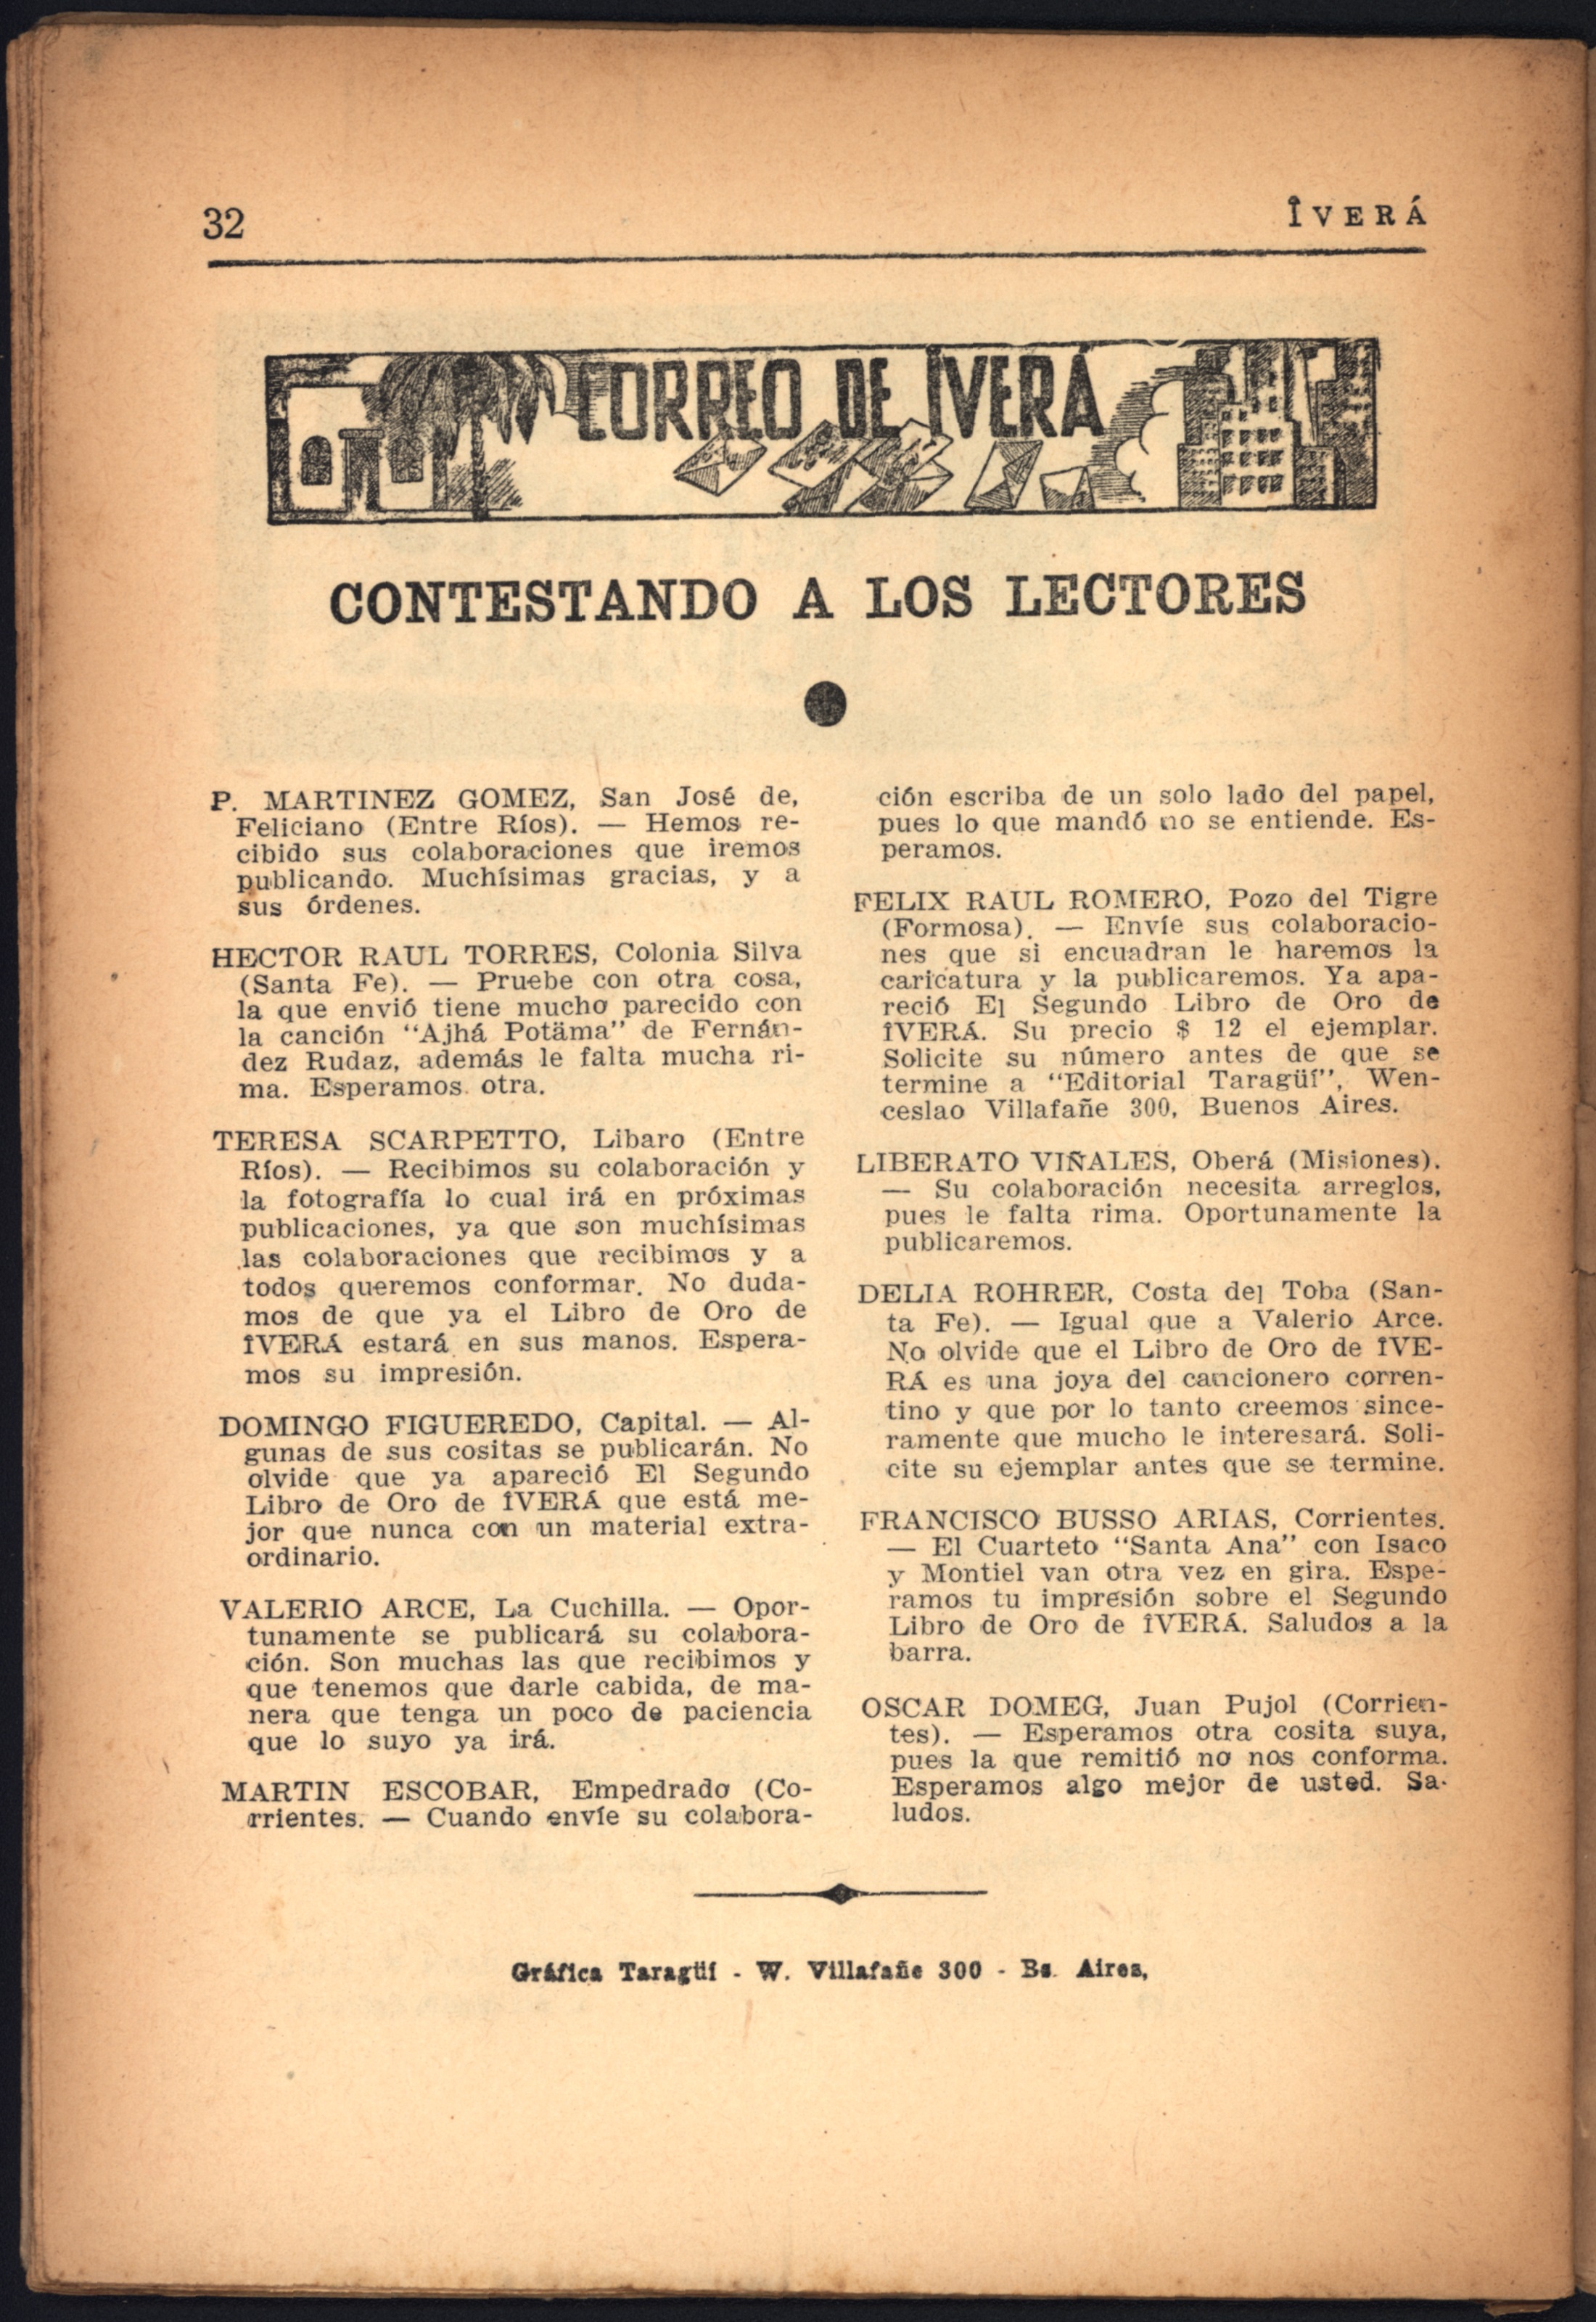 32
ÎVERÁ
CORREO DE ÎVERÁ
CONTESTANDO A LOS LECTORES
P. MARTINEZ GOMEZ, San José de,
Feliciano (Entre Ríos). — Hemos re-
cibido sus colaboraciones que iremos
publicando. Muchísimas gracias, y a
sus órdenes.
HECTOR RAUL TORRES, Colonia Silva
(Santa Fe). — Pruebe con otra cosa,
la que envió tiene mucho parecido con
la canción “Ajhá Potäma” de Fernán-
dez Rudaz, además le falta mucha ri-
ma. Esperamos otra.
TERESA SCARPETTO, Libaro (Entre
Ríos). — Recibimos su colaboración y
la fotografía lo cual irá en próximas
publicaciones, ya que son muchísimas
las colaboraciones que recibimos y a
todos queremos conformar. No duda-
mos de que ya el Libro de Oro de
ÎVERÁ estará en sus manos. Espera-
mos su impresión.
DOMINGO FIGUEREDO, Capital. — Al-
gunas de sus cositas se publicarán. No
olvide que ya apareció El Segundo
Libro de Oro de ÎVERÁ que está me-
jor que nunca con un material extra-
ordinario.
VALERIO ARCE, La Cuchilla. — Opor-
tunamente se publicará su colabora-
ción. Son muchas las que recibimos y
que tenemos que darle cabida, de ma-
nera que tenga un poco de paciencia
que lo suyo ya irá.
MARTIN ESCOBAR, Empedrado (Co-
rrientes. — Cuando envíe su colabora-
ción escriba de un solo lado del papel,
pues lo que mandó no se entiende. Es-
peramos.
FELIX RAUL ROMERO, Pozo del Tigre
(Formosa). — Envíe sus colaboracio-
nes que si encuadran le haremos la
caricatura y la publicaremos. Ya apa-
reció El Segundo Libro de Oro de
ÎVERÁ. Su precio $ 12 el ejemplar.
Solicite su número antes de que se
termine a “Editorial Taragüí”, Wen-
ceslao Villafañe 300, Buenos Aires.
LIBERATO VIÑALES, Oberá (Misiones).
— Su colaboración necesita arreglos,
pues le falta rima. Oportunamente la
publicaremos.
DELIA ROHRER, Costa del Toba (San-
ta Fe). — Igual que a Valerio Arce.
No olvide que el Libro de Oro de ÎVE-
RÁ es una joya del cancionero corren-
tino y que por lo tanto creemos since-
ramente que mucho le interesará. Soli-
cite su ejemplar antes que se termine.
FRANCISCO BUSSO ARIAS, Corrientes.
— El Cuarteto “Santa Ana” con Isaco
y Montiel van otra vez en gira. Espe-
ramos tu impresión sobre el Segundo
Libro de Oro de ÎVERÁ. Saludos a la
barra.
OSCAR DOMEG, Juan Pujol (Corrien-
tes). — Esperamos otra cosita suya,
pues la que remitió no nos conforma.
Esperamos algo mejor de usted. Sa-
ludos.
Gráfica Taragüí - W. Villafañe 300 - Bs. Aires,